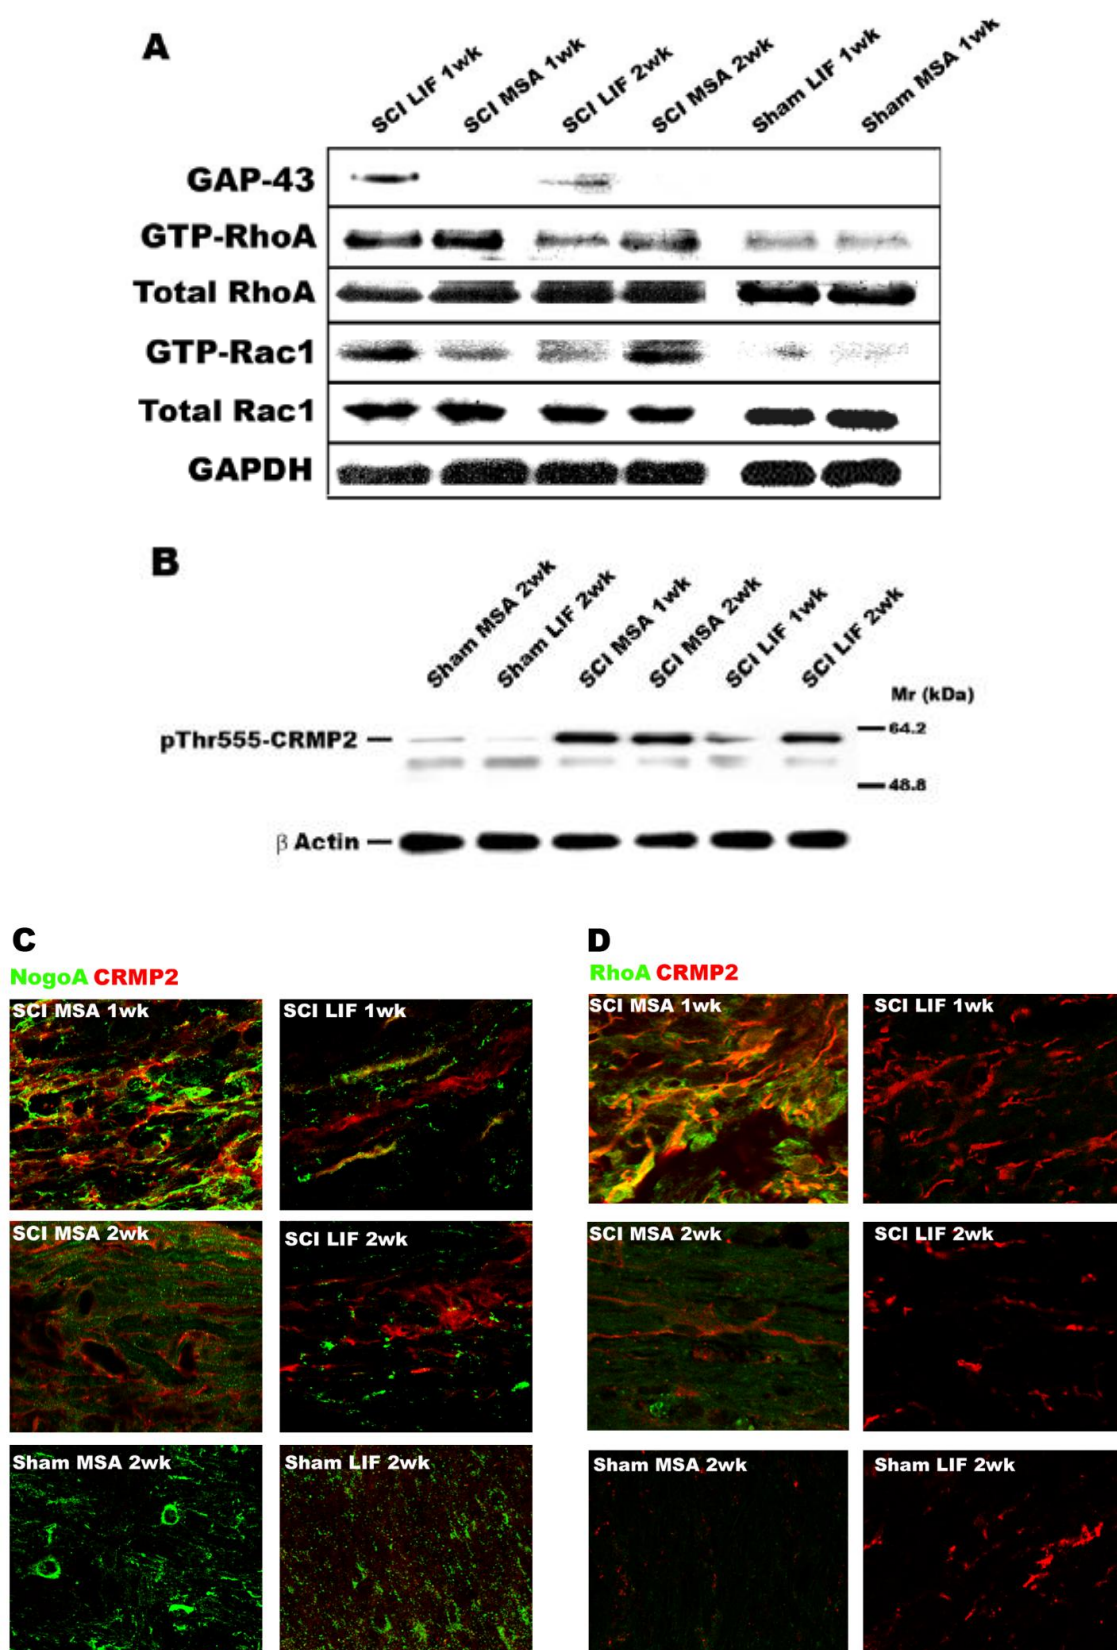 A
SCI LIF 1wk
SCI MSA 1wk
SCI LIF 2wk
SCI MSA 2wk
Sham LIF 1wk
Sham MSA 1wk
GAP-43
GTP-RhoA
Total RhoA
GTP-Rac1
Total Rac1
GAPDH
B
Sham MSA 2wk
Sham LIF 2wk
SCI MSA 1wk
SCI MSA 2wk
SCI LIF 1wk
SCI LIF 2wk
Mr (kDa)
pThr555-CRMP2
64.2
48.8
β Actin
C
NogoA CRMP2
SCI MSA 1wk
SCI LIF 1wk
SCI MSA 2wk
SCI LIF 2wk
Sham MSA 2wk
Sham LIF 2wk
D
RhoA CRMP2
SCI MSA 1wk
SCI LIF 1wk
SCI MSA 2wk
SCI LIF 2wk
Sham MSA 2wk
Sham LIF 2wk